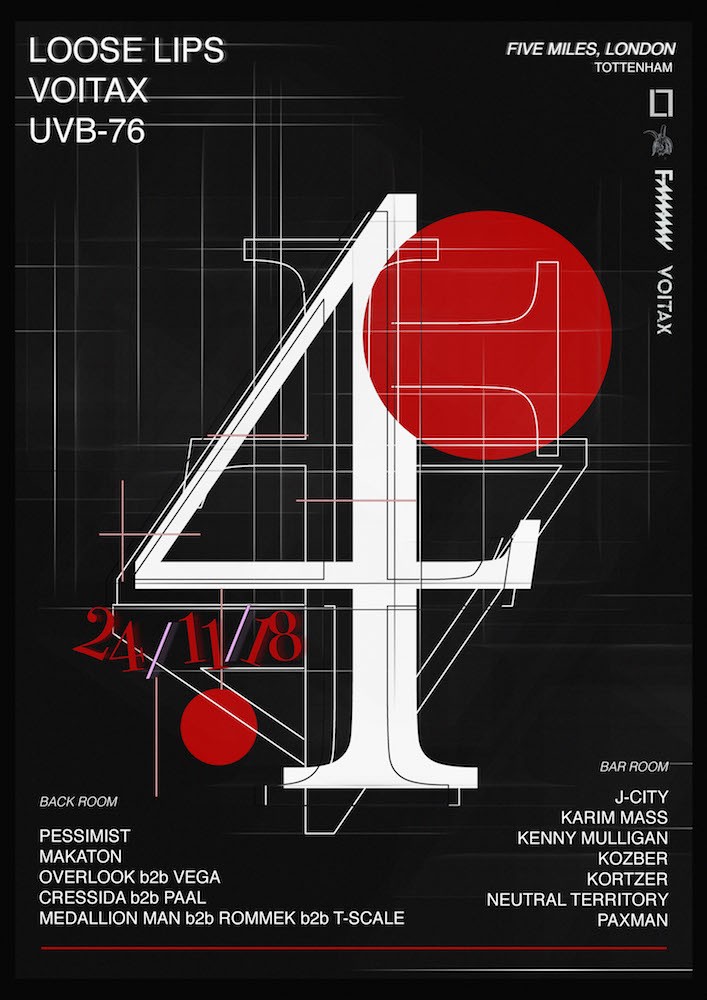 LOOSE LIPS
VOITAX
UVB-76
FIVE MILES, LONDON
TOTTENHAM
VOITAX
4
24/11/18
BACK ROOM
PESSIMIST
MAKATON
OVERLOOK b2b VEGA
CRESSIDA b2b PAAL
MEDALLION MAN b2b ROMMEK b2b T-SCALE
BAR ROOM
J-CITY
KARIM MASS
KENNY MULLIGAN
KOZBER
KORTZER
NEUTRAL TERRITORY
PAXMAN